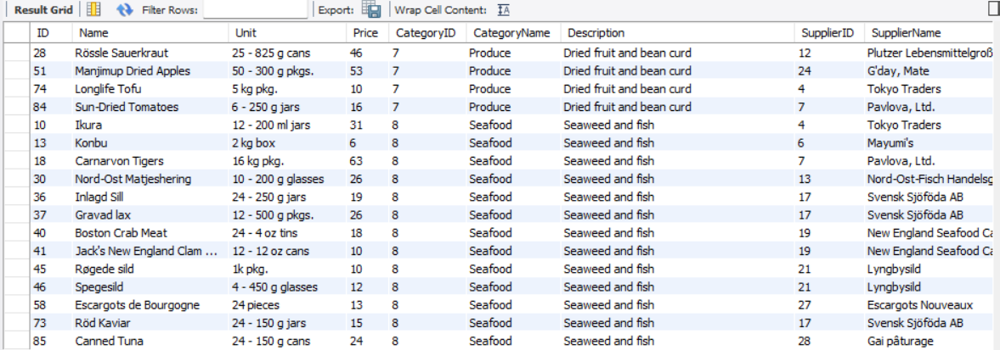 Result Grid Filter Rows: Export: Wrap Cell Content: IA
ID Name Unit Price CategoryID CategoryName Description SupplierID SupplierName
28 Rössle Sauerkraut 25 - 825 g cans 46 7 Produce Dried fruit and bean curd 12 Plutzer Lebensmittelgroß
51 Manjimup Dried Apples 50 - 300 g pkgs. 53 7 Produce Dried fruit and bean curd 24 G'day, Mate
74 Longlife Tofu 5 kg pkg. 10 7 Produce Dried fruit and bean curd 4 Tokyo Traders
84 Sun-Dried Tomatoes 6 - 250 g jars 16 7 Produce Dried fruit and bean curd 7 Pavlova, Ltd.
10 Ikura 12 - 200 ml jars 31 8 Seafood Seaweed and fish 4 Tokyo Traders
13 Konbu 2 kg box 6 8 Seafood Seaweed and fish 6 Mayumi's
18 Carnarvon Tigers 16 kg pkg. 63 8 Seafood Seaweed and fish 7 Pavlova, Ltd.
30 Nord-Ost Matjeshering 10 - 200 g glasses 26 8 Seafood Seaweed and fish 13 Nord-Ost-Fisch Handelsg
36 Inlagd Sill 24 - 250 g jars 19 8 Seafood Seaweed and fish 17 Svensk Sjöföda AB
37 Gravad lax 12 - 500 g pkgs. 26 8 Seafood Seaweed and fish 17 Svensk Sjöföda AB
40 Boston Crab Meat 24 - 4 oz tins 18 8 Seafood Seaweed and fish 19 New England Seafood Ca
41 Jack's New England Clam ... 12 - 12 oz cans 10 8 Seafood Seaweed and fish 19 New England Seafood Ca
45 Røgede sild 1k pkg. 10 8 Seafood Seaweed and fish 21 Lyngbysild
46 Spegesild 4 - 450 g glasses 12 8 Seafood Seaweed and fish 21 Lyngbysild
58 Escargots de Bourgogne 24 pieces 13 8 Seafood Seaweed and fish 27 Escargots Nouveaux
73 Röd Kaviar 24 - 150 g jars 15 8 Seafood Seaweed and fish 17 Svensk Sjöföda AB
85 Canned Tuna 24 - 150 g cans 24 8 Seafood Seaweed and fish 28 Gai pâturage